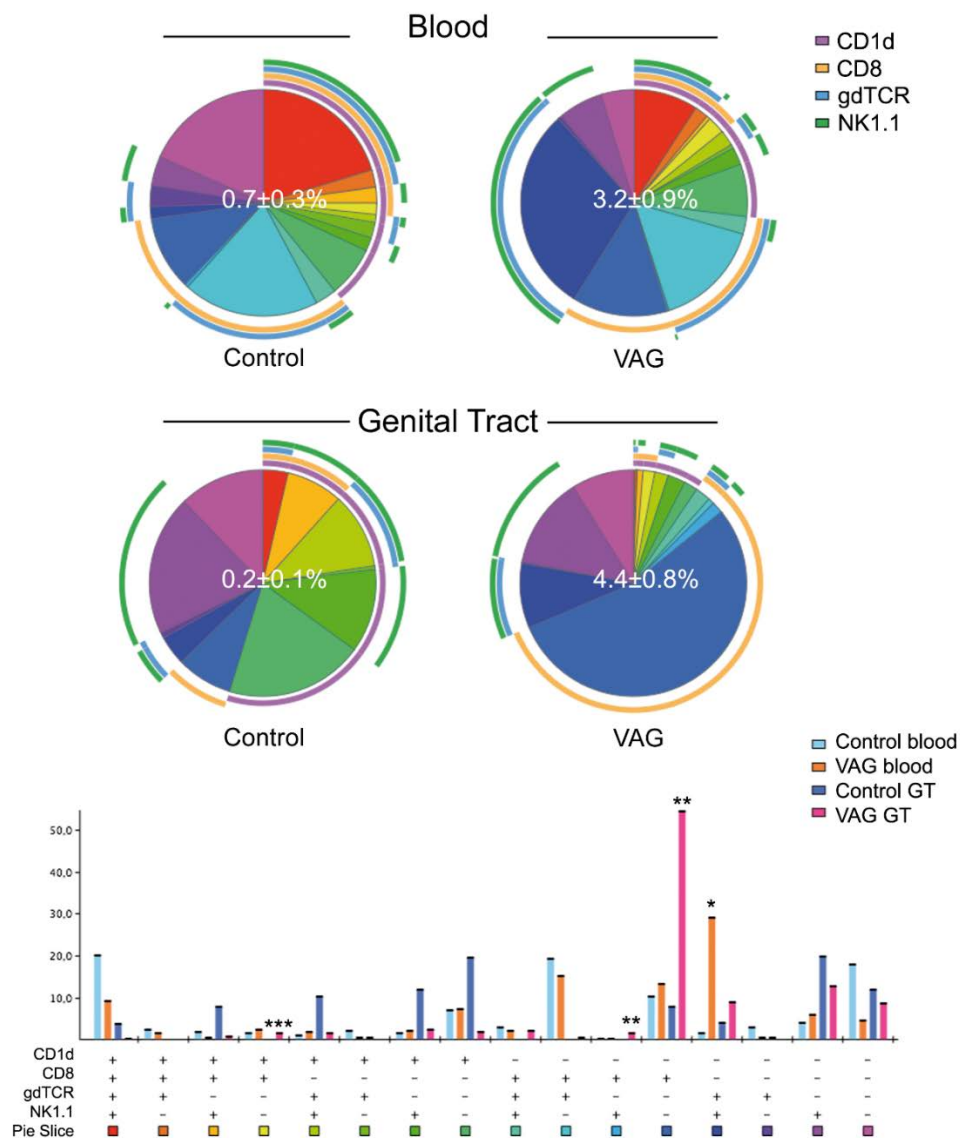 Blood
CD1d
CD8
gdTCR
NK1.1
0.7±0.3%
3.2±0.9%
Control
VAG
Genital Tract
0.2±0.1%
4.4±0.8%
Control
VAG
Control blood
VAG blood
Control GT
VAG GT
50,0
40,0
30,0
20,0
10,0
***
**
**
*
CD1d + + + + + + + + – – – – – – – –
CD8 + + + + – – – – + + + + – – – –
gdTCR + + – – + + – – + + – – + + – –
NK1.1 + – + – + – + – + – + – + – + –
Pie Slice